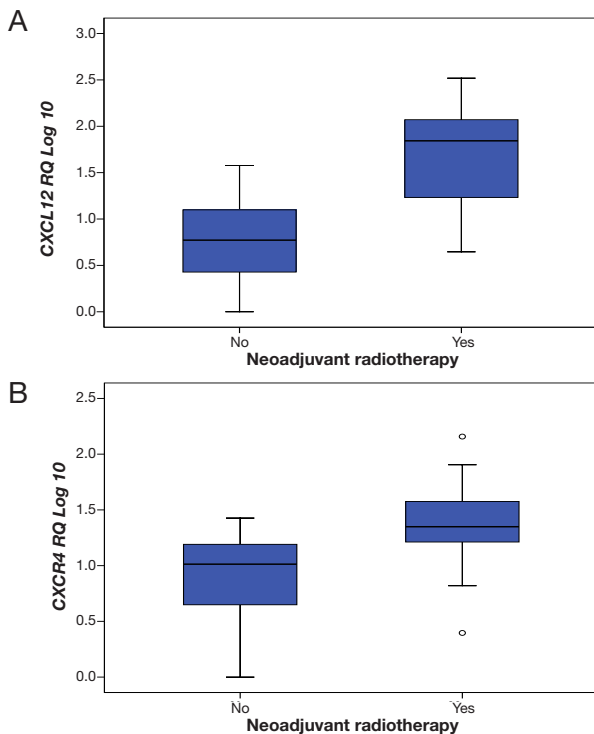 A
3.0
2.5
2.0
1.5
1.0
0.5
0.0
CXCL12 RQ Log 10
No Yes
Neoadjuvant radiotherapy
B
2.5
2.0
1.5
1.0
0.5
0.0
CXCR4 RQ Log 10
No Yes
Neoadjuvant radiotherapy